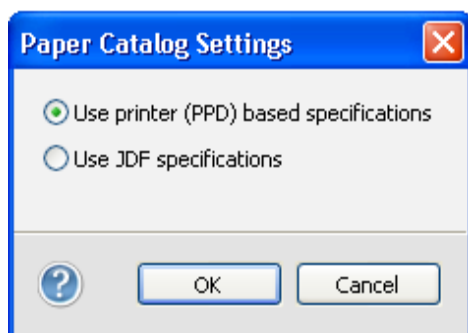 Paper Catalog Settings
Use printer (PPD) based specifications
Use JDF specifications
? OK Cancel